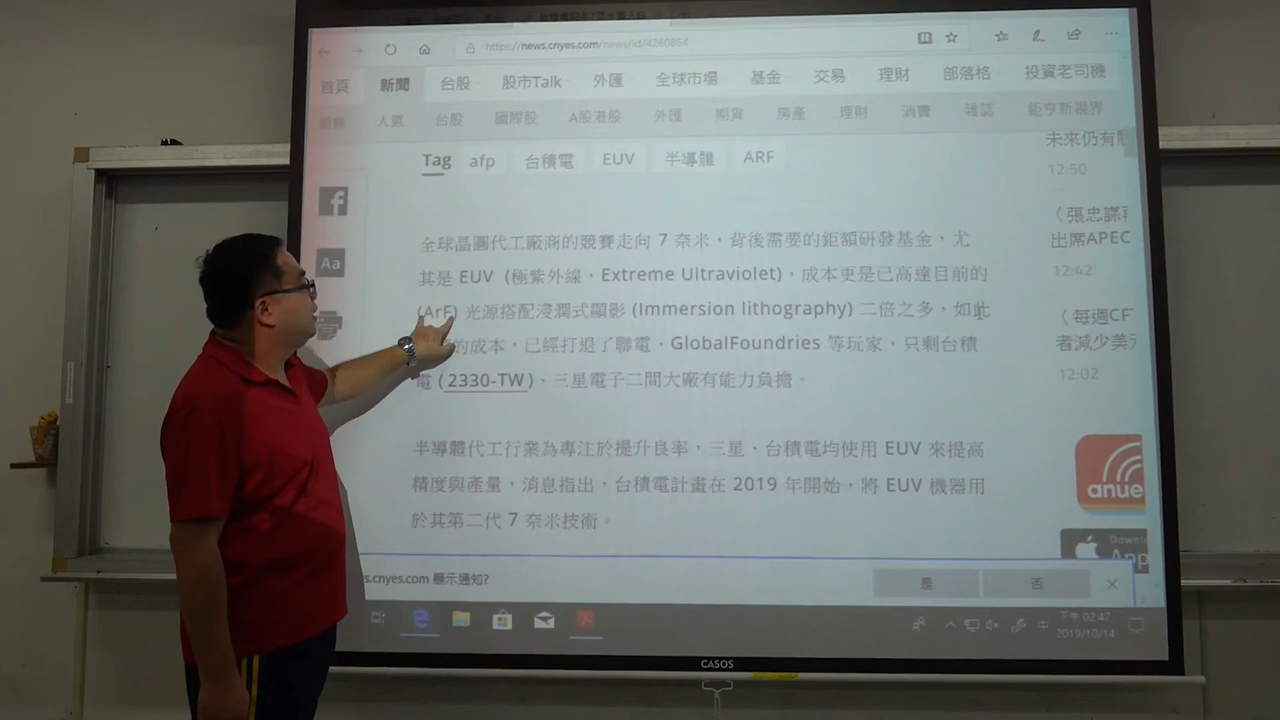 https://news.cnyes.com/news/id/4260854
首頁 新聞 台股 股市Talk 外匯 全球市場 基金 交易 理財 部落格 投資老司機
人氣 台股 國際股 A股港股 外匯 期貨 房產 理財 消費 雜誌 鉅亨新視界
Tag afp 台積電 EUV 半導體 ARF
未來仍有
12:50
Aa
全球晶圓代工廠商的競賽走向 7 奈米，背後需要的鉅額研發基金，尤
其是 EUV (極紫外線，Extreme Ultraviolet)，成本更是已高達目前的
(ArF) 光源搭配浸潤式顯影 (Immersion lithography) 二倍之多，如此
的成本，已經打退了聯電、GlobalFoundries 等玩家，只剩台積
電 (2330-TW)、三星電子二間大廠有能力負擔。
〈張忠謀
出席APEC
12:42
〈每週CF
者減少美
12:02
半導體代工行業為專注於提升良率，三星、台積電均使用 EUV 來提高
精度與產量，消息指出，台積電計畫在 2019 年開始，將 EUV 機器用
於其第二代 7 奈米技術。
anue
Downl
App
s.cnyes.com 顯示通知?
是 否
中
下午 02:47
2019/10/14
CASOS